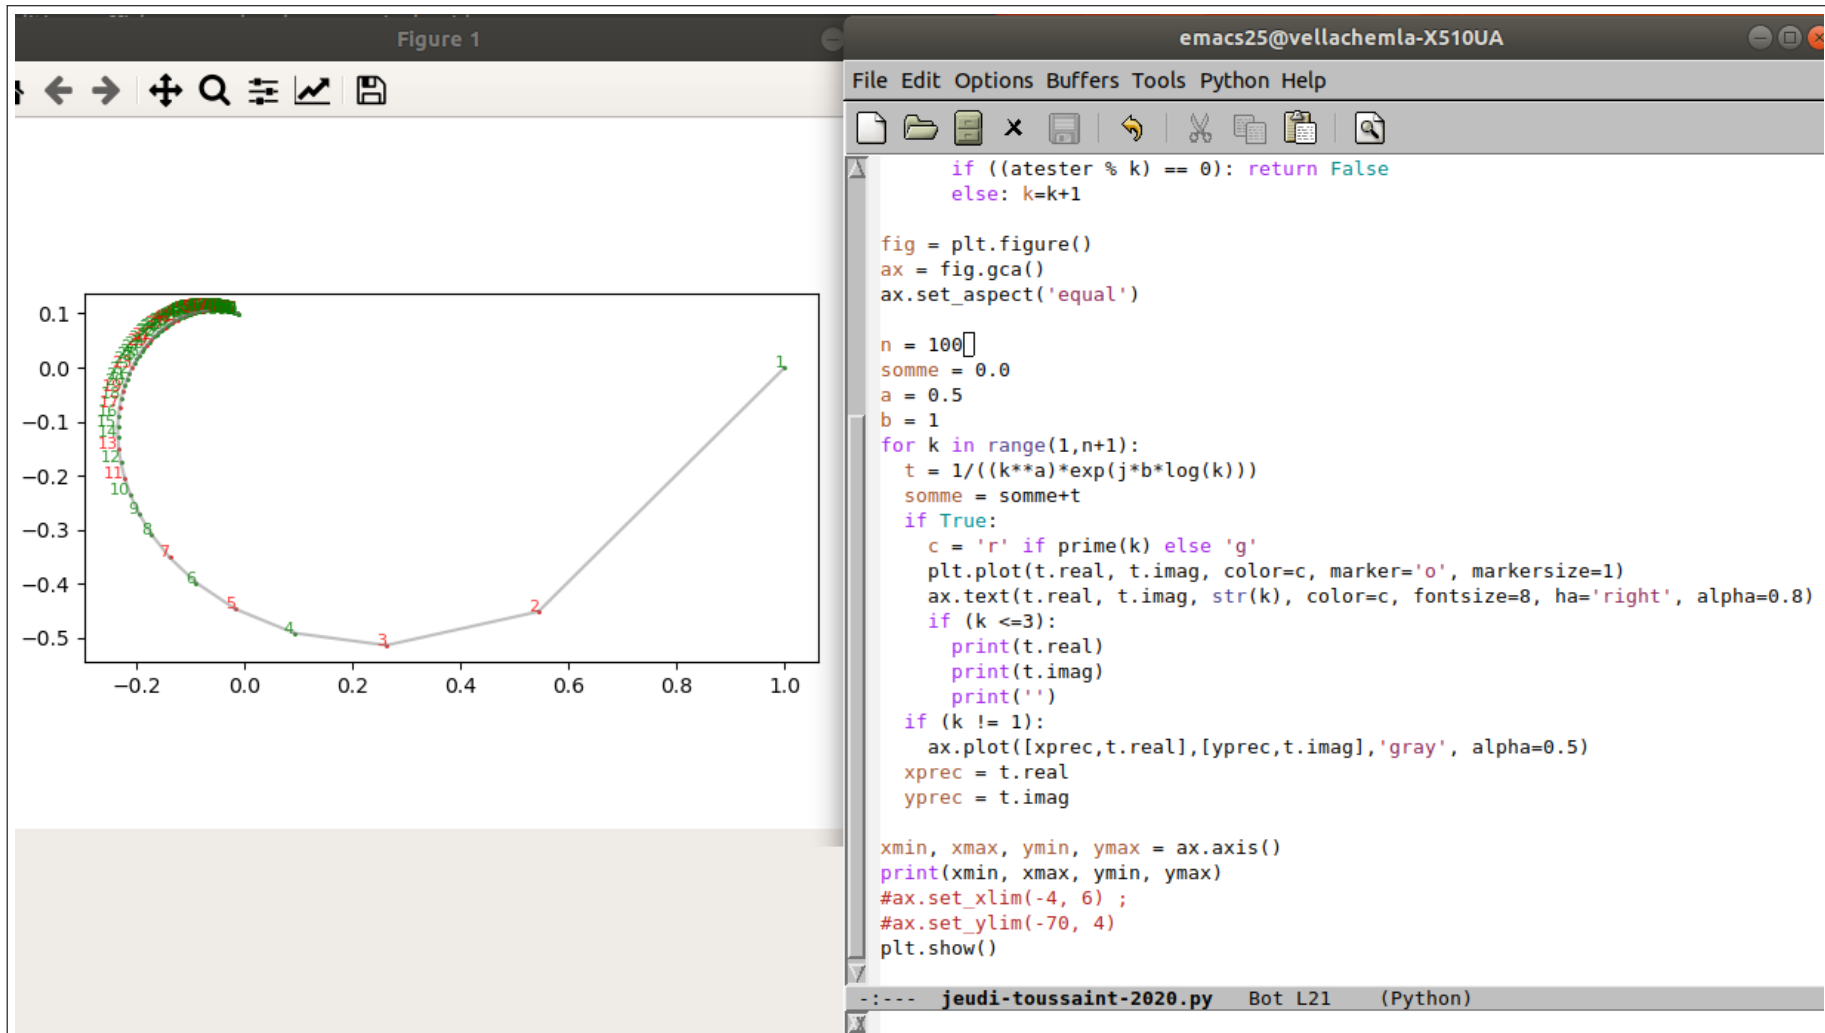 Figure 1
emacs25@vellachemla-X510UA
File Edit Options Buffers Tools Python Help
if ((atester % k) == 0): return False
else: k=k+1
fig = plt.figure()
ax = fig.gca()
ax.set_aspect('equal')
n = 100
somme = 0.0
a = 0.5
b = 1
for k in range(1,n+1):
t = 1/((k**a)*exp(j*b*log(k)))
somme = somme+t
if True:
c = 'r' if prime(k) else 'g'
plt.plot(t.real, t.imag, color=c, marker='o', markersize=1)
ax.text(t.real, t.imag, str(k), color=c, fontsize=8, ha='right', alpha=0.8)
if (k <=3):
print(t.real)
print(t.imag)
print('')
if (k != 1):
ax.plot([xprec,t.real],[yprec,t.imag],'gray', alpha=0.5)
xprec = t.real
yprec = t.imag
xmin, xmax, ymin, ymax = ax.axis()
print(xmin, xmax, ymin, ymax)
#ax.set_xlim(-4, 6) ;
#ax.set_ylim(-70, 4)
plt.show()
-:--- jeudi-toussaint-2020.py Bot L21 (Python)
0.1
0.0
−0.1
−0.2
−0.3
−0.4
−0.5
−0.2 0.0 0.2 0.4 0.6 0.8 1.0
1
2
3
4
5
6
7
8
9
10
11
12
13
14
15
16
17